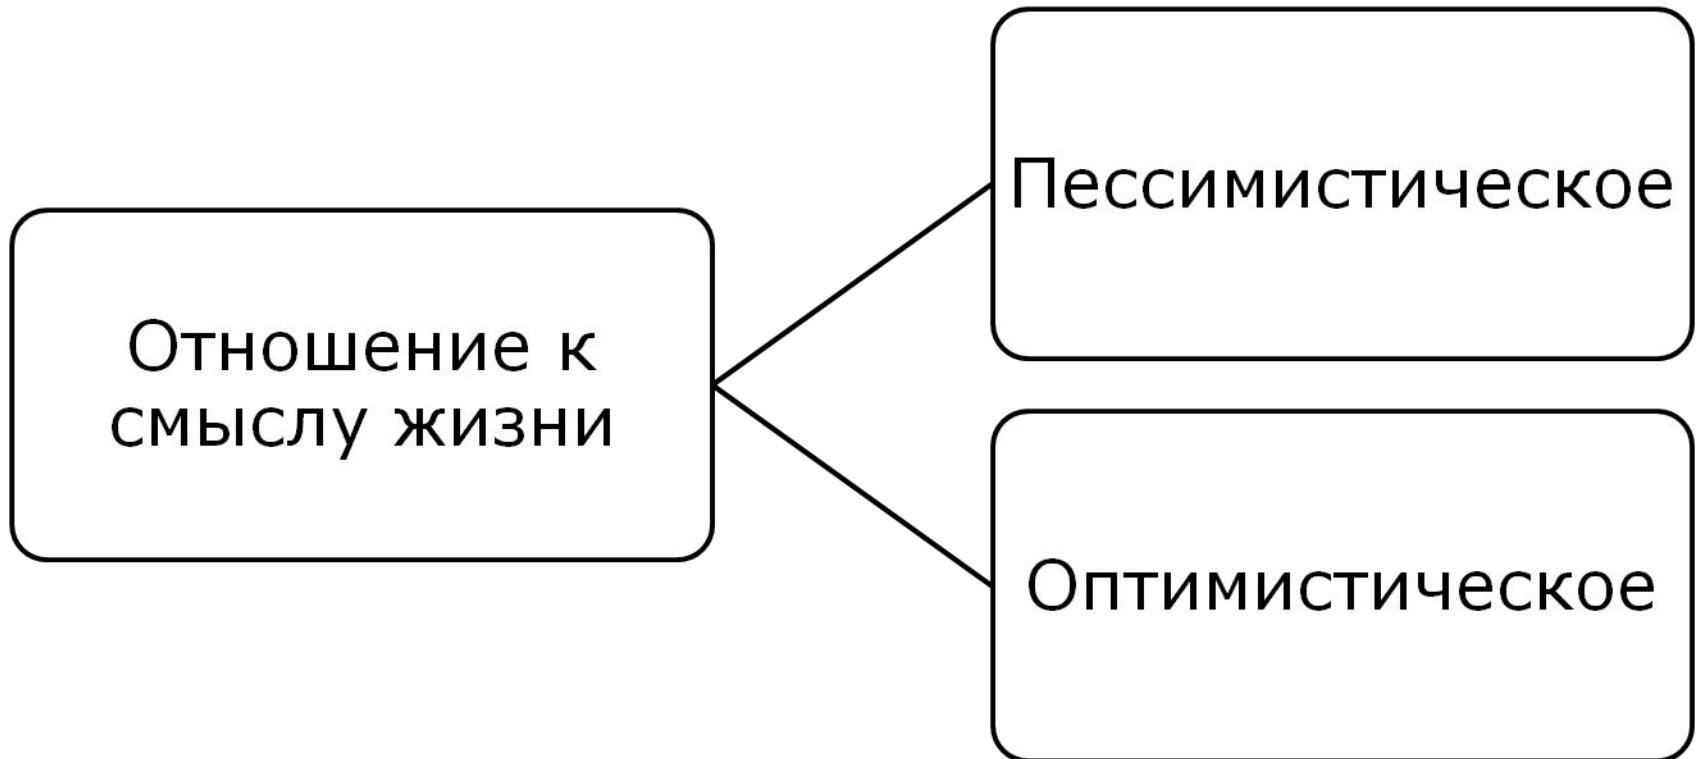 Отношение к
смыслу жизни
Пессимистическое
Оптимистическое